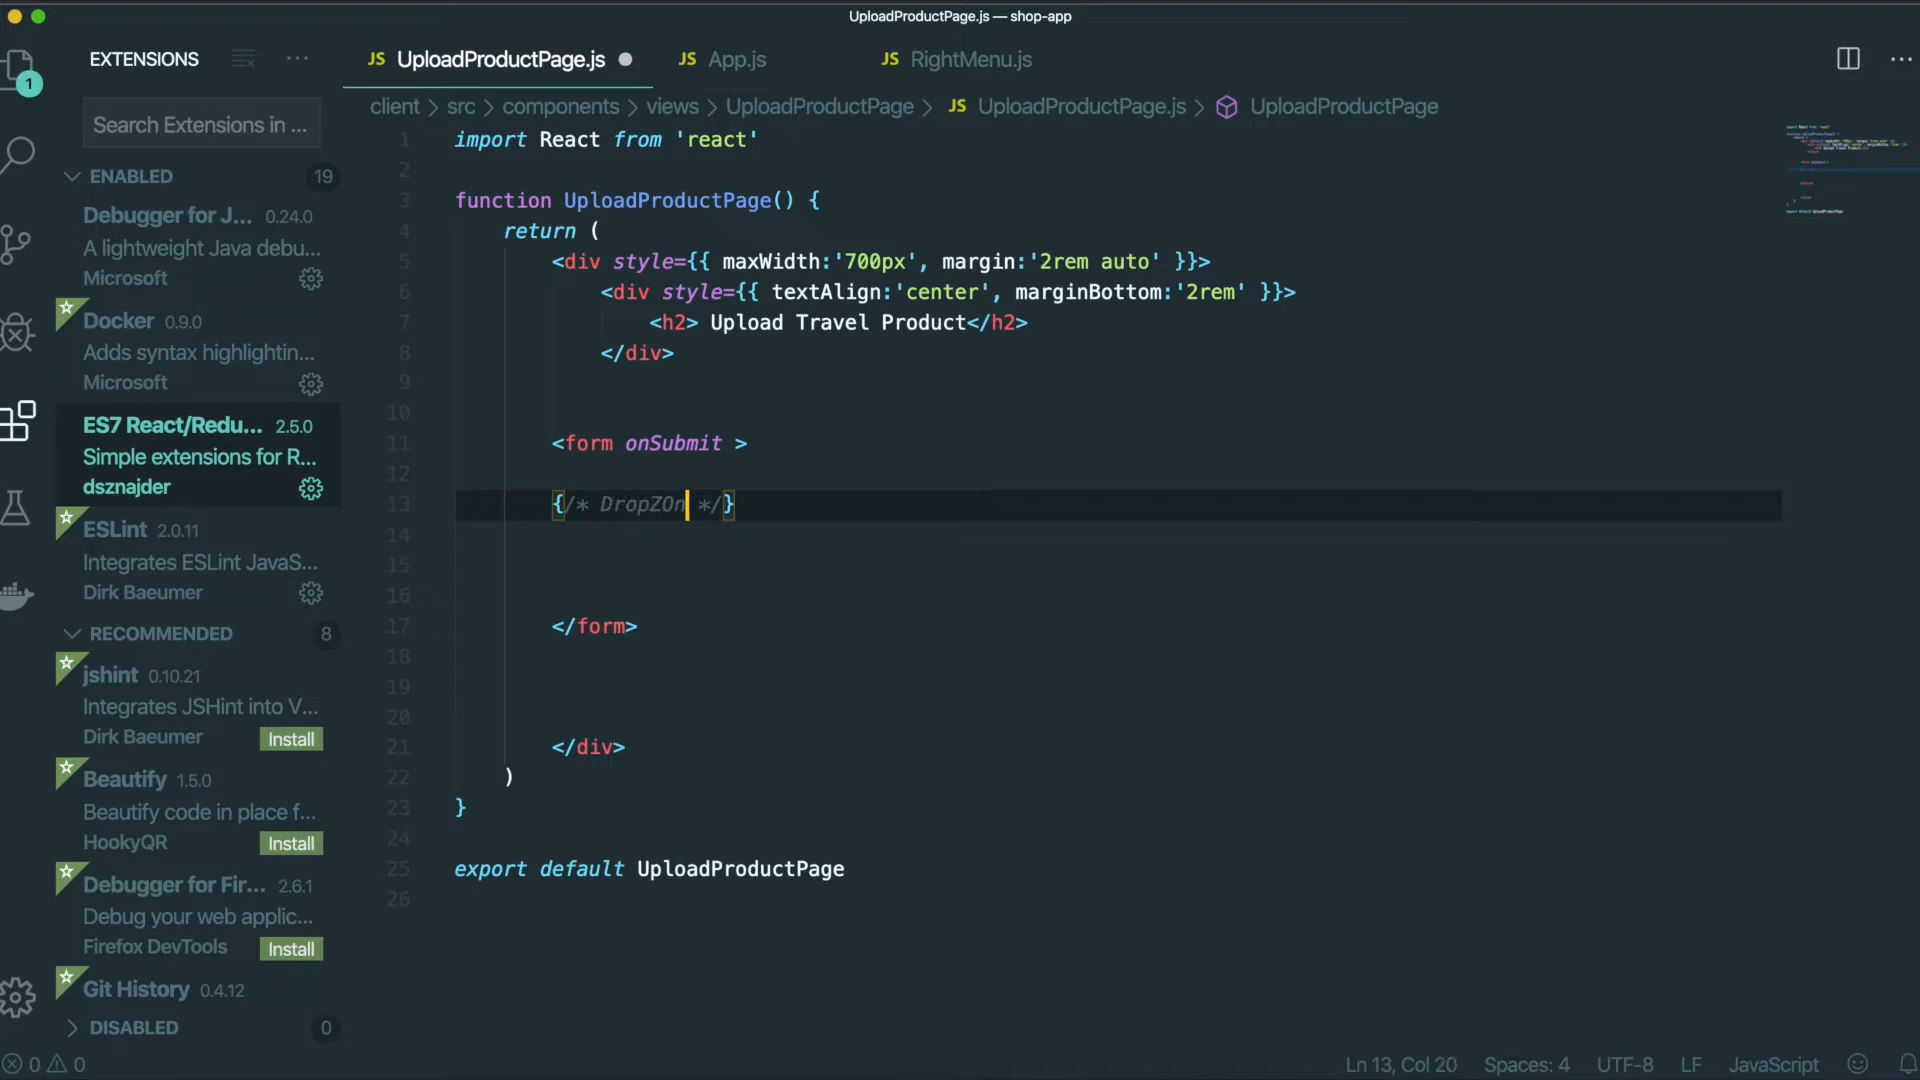 UploadProductPage.js — shop-app
EXTENSIONS
JS UploadProductPage.js
JS App.js
JS RightMenu.js
1
Search Extensions in ...
client > src > components > views > UploadProductPage > JS UploadProductPage.js > UploadProductPage
ENABLED 19
Debugger for J... 0.24.0
A lightweight Java debu...
Microsoft
Docker 0.9.0
Adds syntax highlightin...
Microsoft
ES7 React/Redu... 2.5.0
Simple extensions for R...
dsznajder
ESLint 2.0.11
Integrates ESLint JavaS...
Dirk Baeumer
RECOMMENDED 8
jshint 0.10.21
Integrates JSHint into V...
Dirk Baeumer Install
Beautify 1.5.0
Beautify code in place f...
HookyQR Install
Debugger for Fir... 2.6.1
Debug your web applic...
Firefox DevTools Install
Git History 0.4.12
DISABLED 0
1 import React from 'react'
2
3 function UploadProductPage() {
4 return (
5 <div style={{ maxWidth:'700px', margin:'2rem auto' }}>
6 <div style={{ textAlign:'center', marginBottom:'2rem' }}>
7 <h2> Upload Travel Product</h2>
8 </div>
9
10
11 <form onSubmit >
12
13 {/* DropZOn */}
14
15
16
17 </form>
18
19
20
21 </div>
22 )
23 }
24
25 export default UploadProductPage
26
0 0
Ln 13, Col 20 Spaces: 4 UTF-8 LF JavaScript